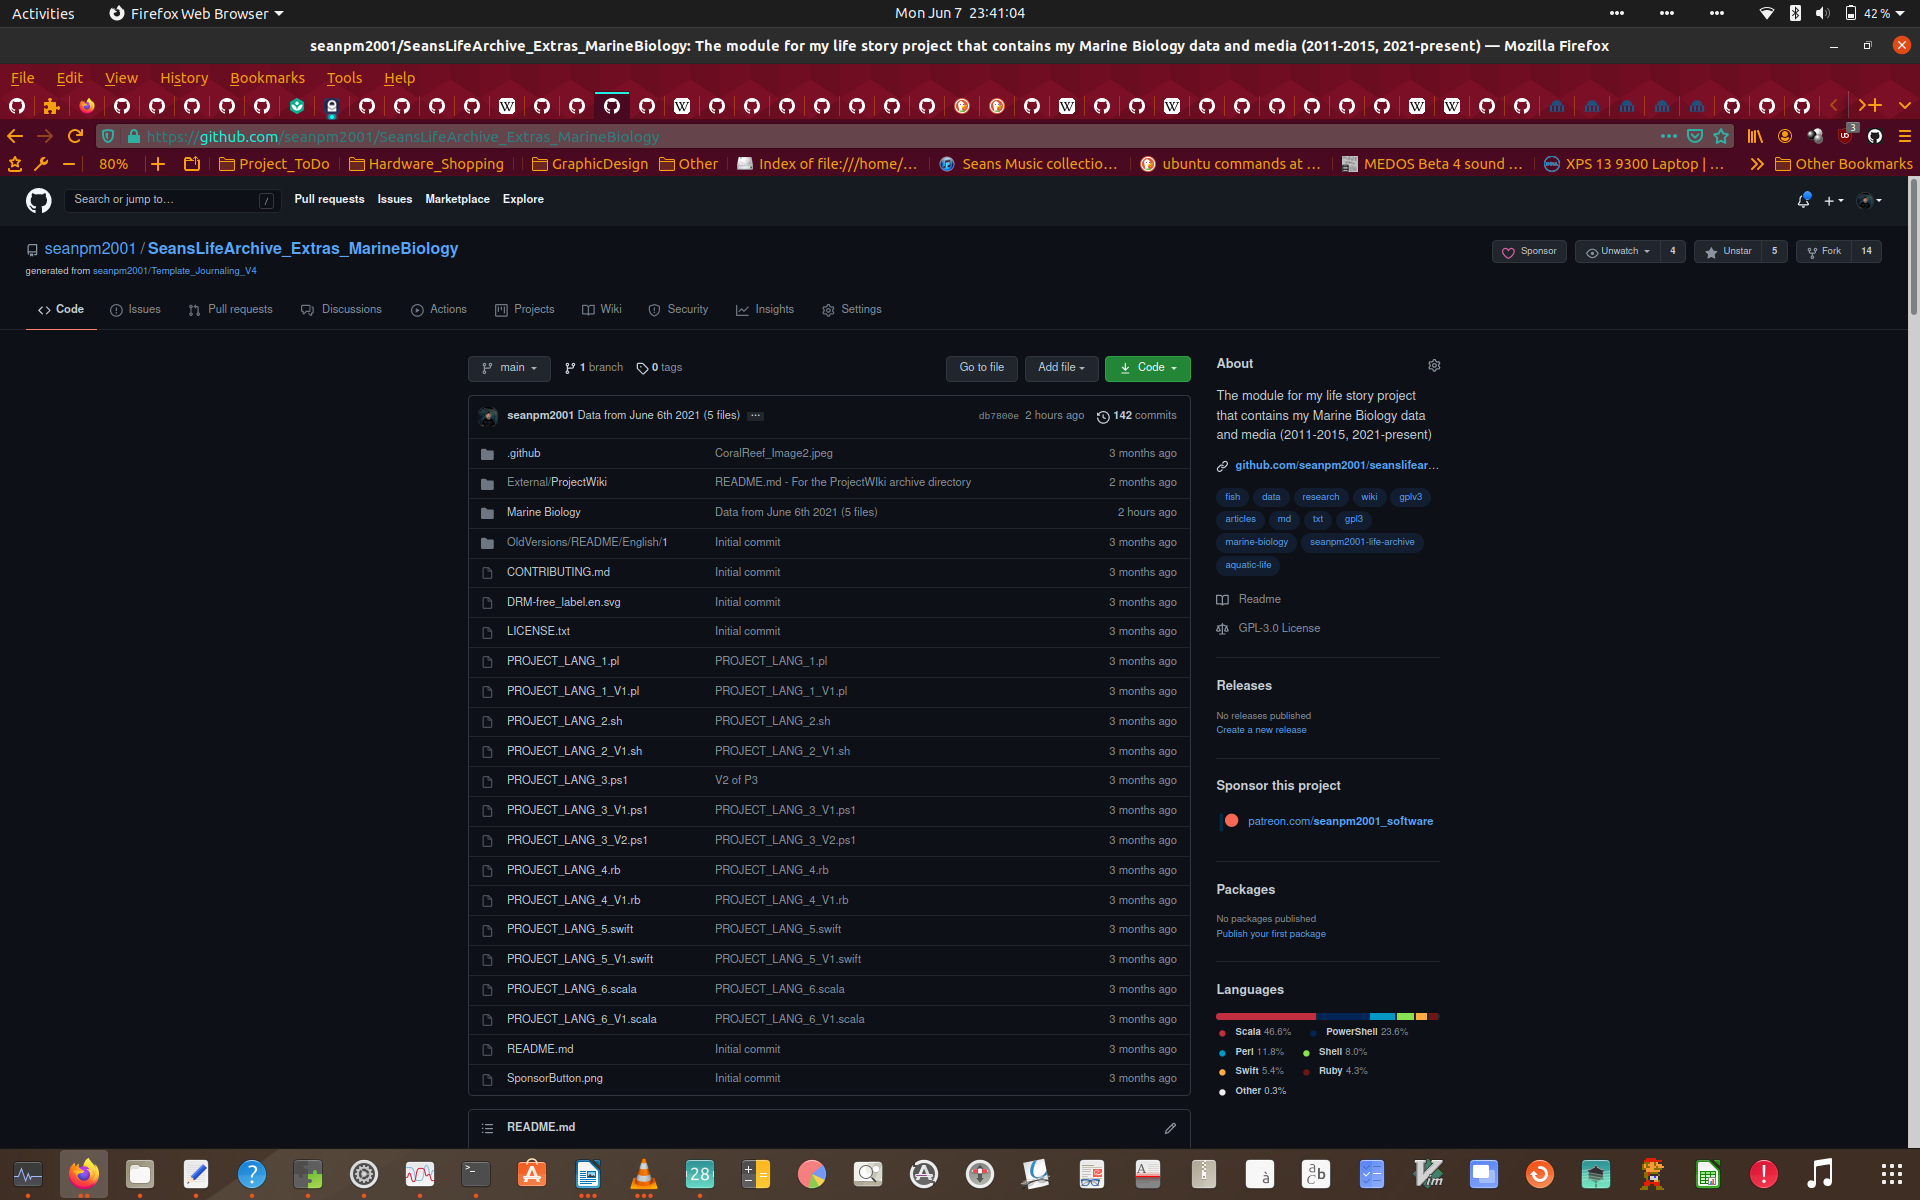 Activities Firefox Web Browser Mon Jun 7 23:41:04 42 %
seanpm2001/SeansLifeArchive_Extras_MarineBiology: The module for my life story project that contains my Marine Biology data and media (2011-2015, 2021-present) — Mozilla Firefox
File Edit View History Bookmarks Tools Help
https://github.com/seanpm2001/SeansLifeArchive_Extras_MarineBiology 3
80% Project_ToDo Hardware_Shopping GraphicDesign Other Index of file:///home/... Seans Music collectio... ubuntu commands at ... MEDOS Beta 4 sound ... XPS 13 9300 Laptop | ... Other Bookmarks
Search or jump to... / Pull requests Issues Marketplace Explore
seanpm2001 / SeansLifeArchive_Extras_MarineBiology Sponsor Unwatch 4 Unstar 5 Fork 14
generated from seanpm2001/Template_Journaling_V4
Code Issues Pull requests Discussions Actions Projects Wiki Security Insights Settings
main 1 branch 0 tags Go to file Add file Code
seanpm2001 Data from June 6th 2021 (5 files) ... db7800e 2 hours ago 142 commits
.github CoralReef_Image2.jpeg 3 months ago
External/ProjectWiki README.md - For the ProjectWIki archive directory 2 months ago
Marine Biology Data from June 6th 2021 (5 files) 2 hours ago
OldVersions/README/English/1 Initial commit 3 months ago
CONTRIBUTING.md Initial commit 3 months ago
DRM-free_label.en.svg Initial commit 3 months ago
LICENSE.txt Initial commit 3 months ago
PROJECT_LANG_1.pl PROJECT_LANG_1.pl 3 months ago
PROJECT_LANG_1_V1.pl PROJECT_LANG_1_V1.pl 3 months ago
PROJECT_LANG_2.sh PROJECT_LANG_2.sh 3 months ago
PROJECT_LANG_2_V1.sh PROJECT_LANG_2_V1.sh 3 months ago
PROJECT_LANG_3.ps1 V2 of P3 3 months ago
PROJECT_LANG_3_V1.ps1 PROJECT_LANG_3_V1.ps1 3 months ago
PROJECT_LANG_3_V2.ps1 PROJECT_LANG_3_V2.ps1 3 months ago
PROJECT_LANG_4.rb PROJECT_LANG_4.rb 3 months ago
PROJECT_LANG_4_V1.rb PROJECT_LANG_4_V1.rb 3 months ago
PROJECT_LANG_5.swift PROJECT_LANG_5.swift 3 months ago
PROJECT_LANG_5_V1.swift PROJECT_LANG_5_V1.swift 3 months ago
PROJECT_LANG_6.scala PROJECT_LANG_6.scala 3 months ago
PROJECT_LANG_6_V1.scala PROJECT_LANG_6_V1.scala 3 months ago
README.md Initial commit 3 months ago
SponsorButton.png Initial commit 3 months ago
README.md
About
The module for my life story project
that contains my Marine Biology data
and media (2011-2015, 2021-present)
github.com/seanpm2001/seanslifear...
fish data research wiki gplv3
articles md txt gpl3
marine-biology seanpm2001-life-archive
aquatic-life
Readme
GPL-3.0 License
Releases
No releases published
Create a new release
Sponsor this project
patreon.com/seanpm2001_software
Packages
No packages published
Publish your first package
Languages
Scala 46.6% PowerShell 23.6%
Perl 11.8% Shell 8.0%
Swift 5.4% Ruby 4.3%
Other 0.3%
28